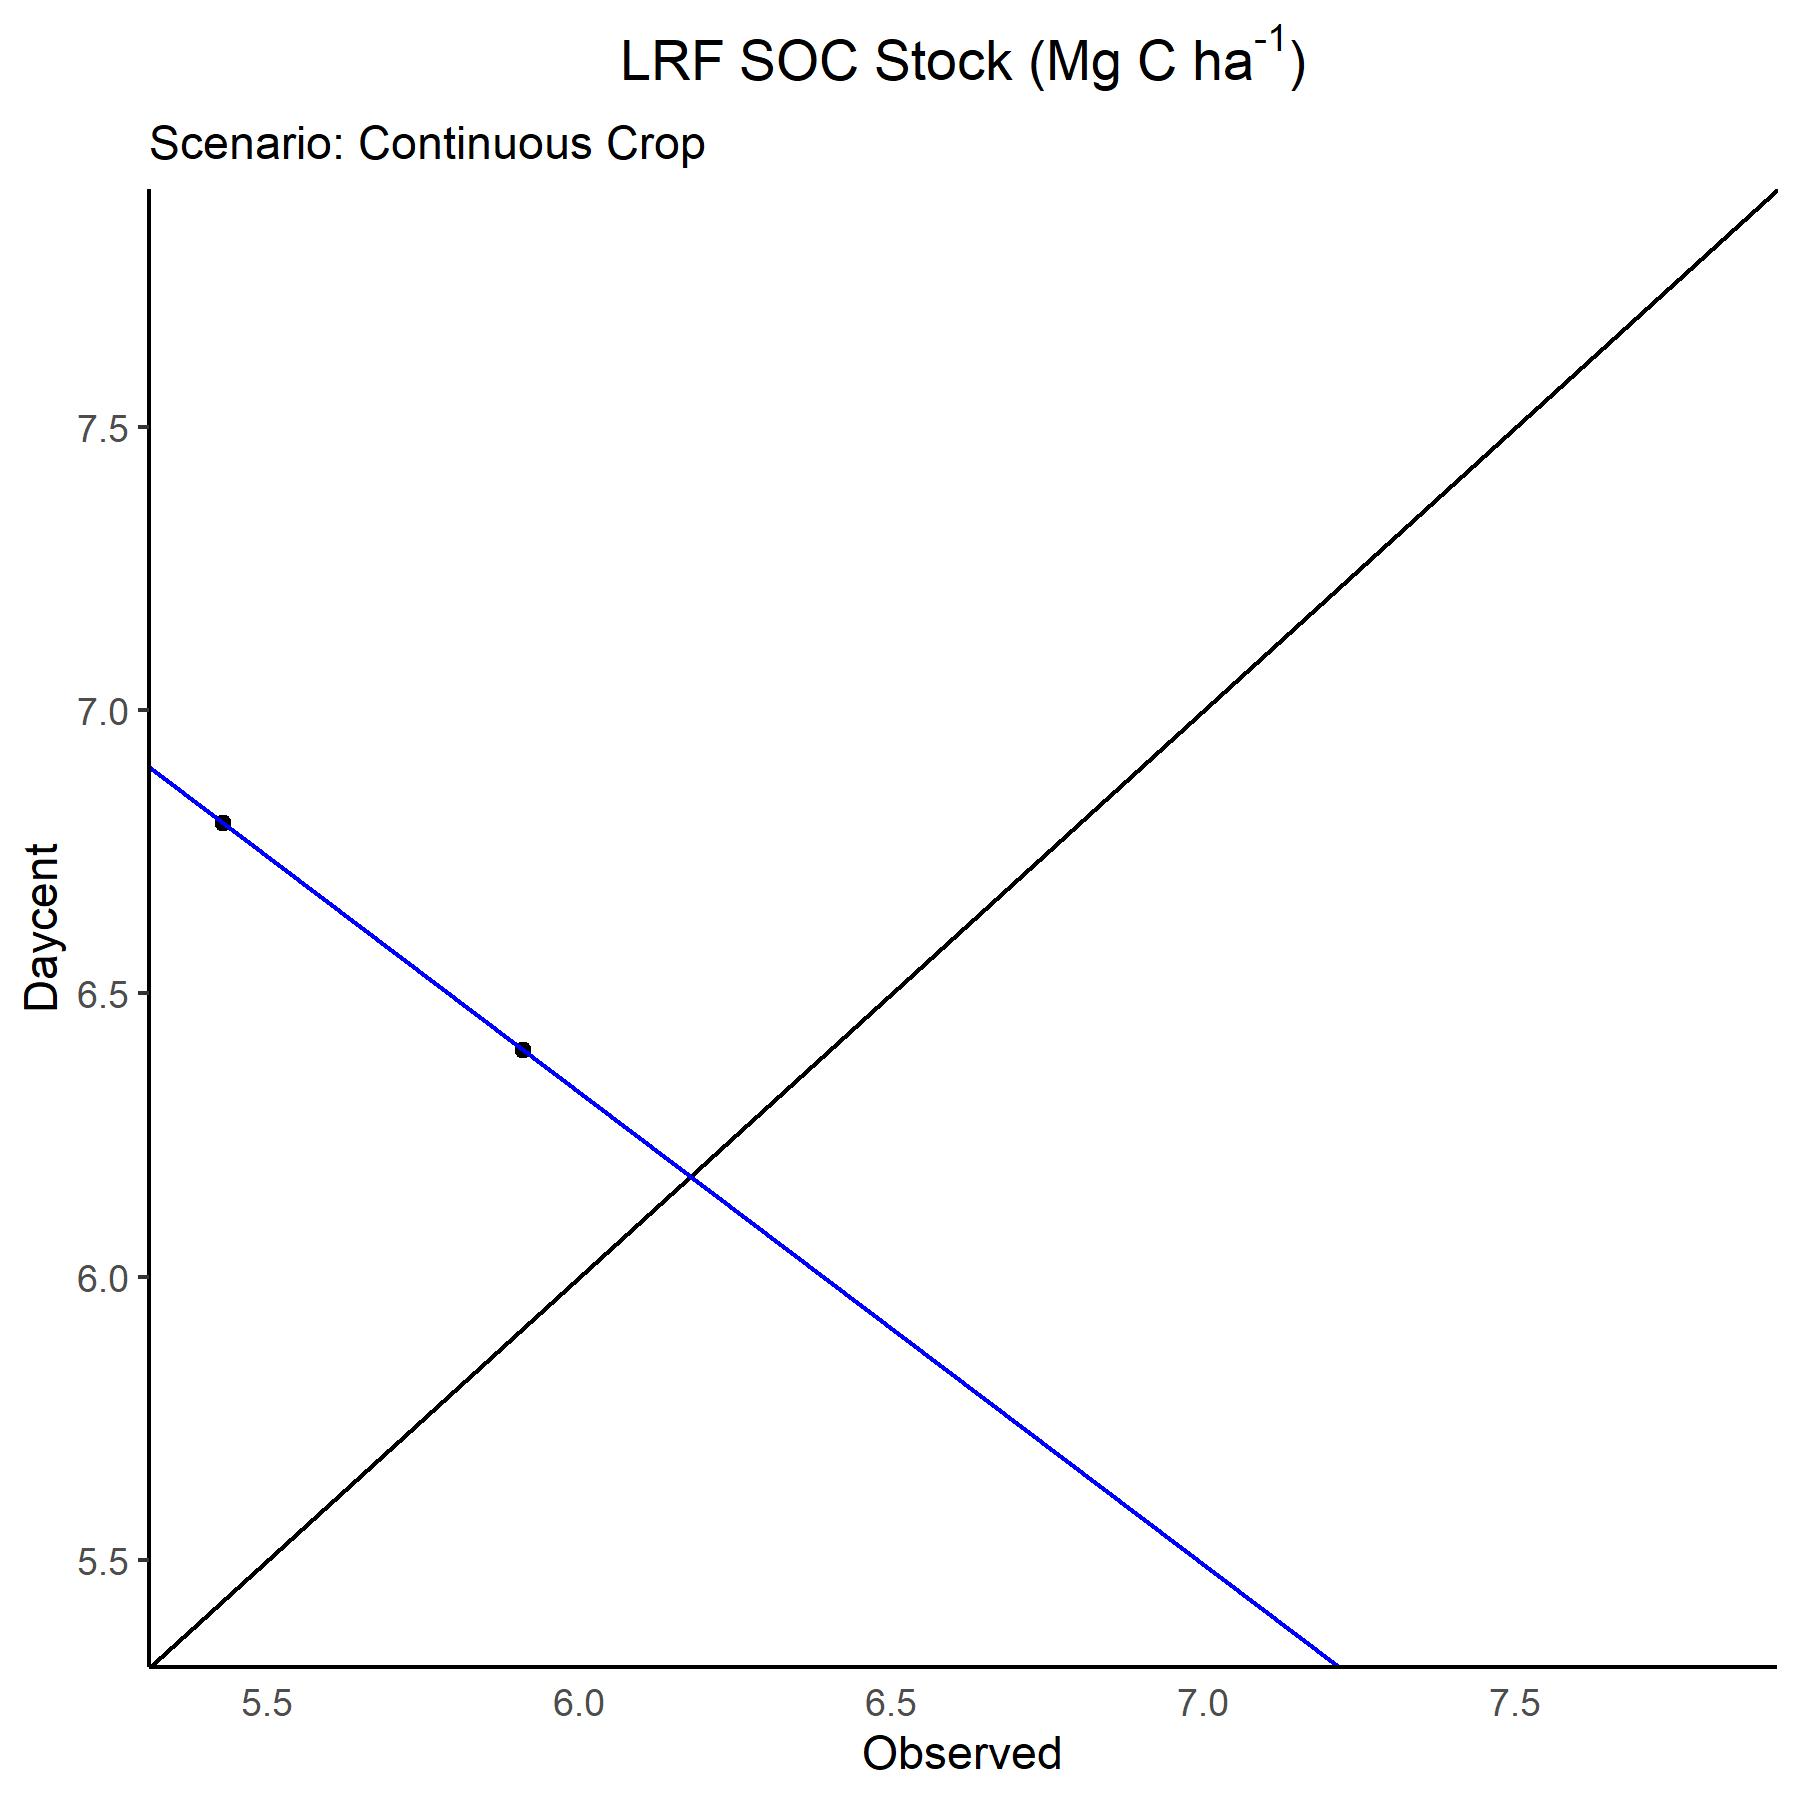 LRF SOC Stock (Mg C ha⁻¹)
Scenario: Continuous Crop
7.5
7.0
6.5
6.0
5.5
Daycent
5.5 6.0 6.5 7.0 7.5
Observed